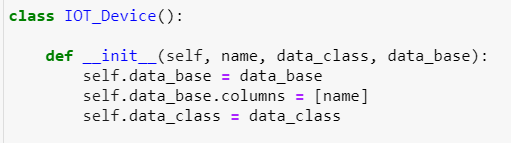 class IOT_Device():
def __init__(self, name, data_class, data_base):
self.data_base = data_base
self.data_base.columns = [name]
self.data_class = data_class